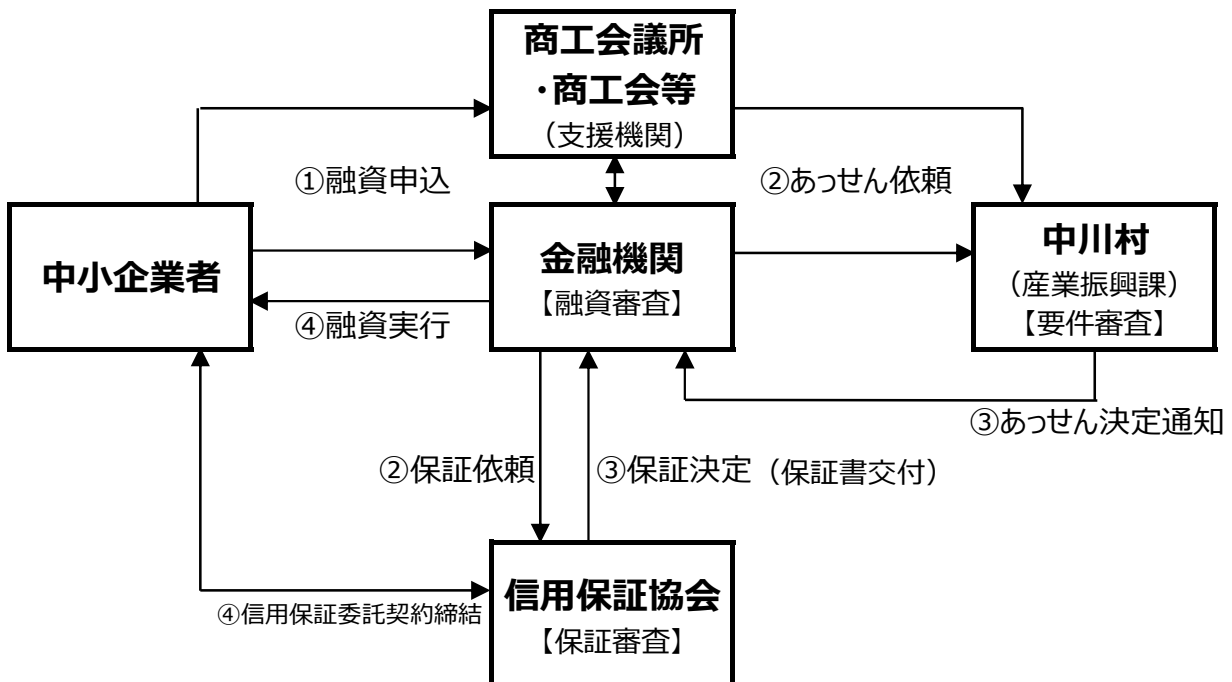 商工会議所
・商工会等
（支援機関）
①融資申込
②あっせん依頼
中小企業者
金融機関
【融資審査】
中川村
（産業振興課）
【要件審査】
④融資実行
③あっせん決定通知
②保証依頼
③保証決定（保証書交付）
④信用保証委託契約締結
信用保証協会
【保証審査】